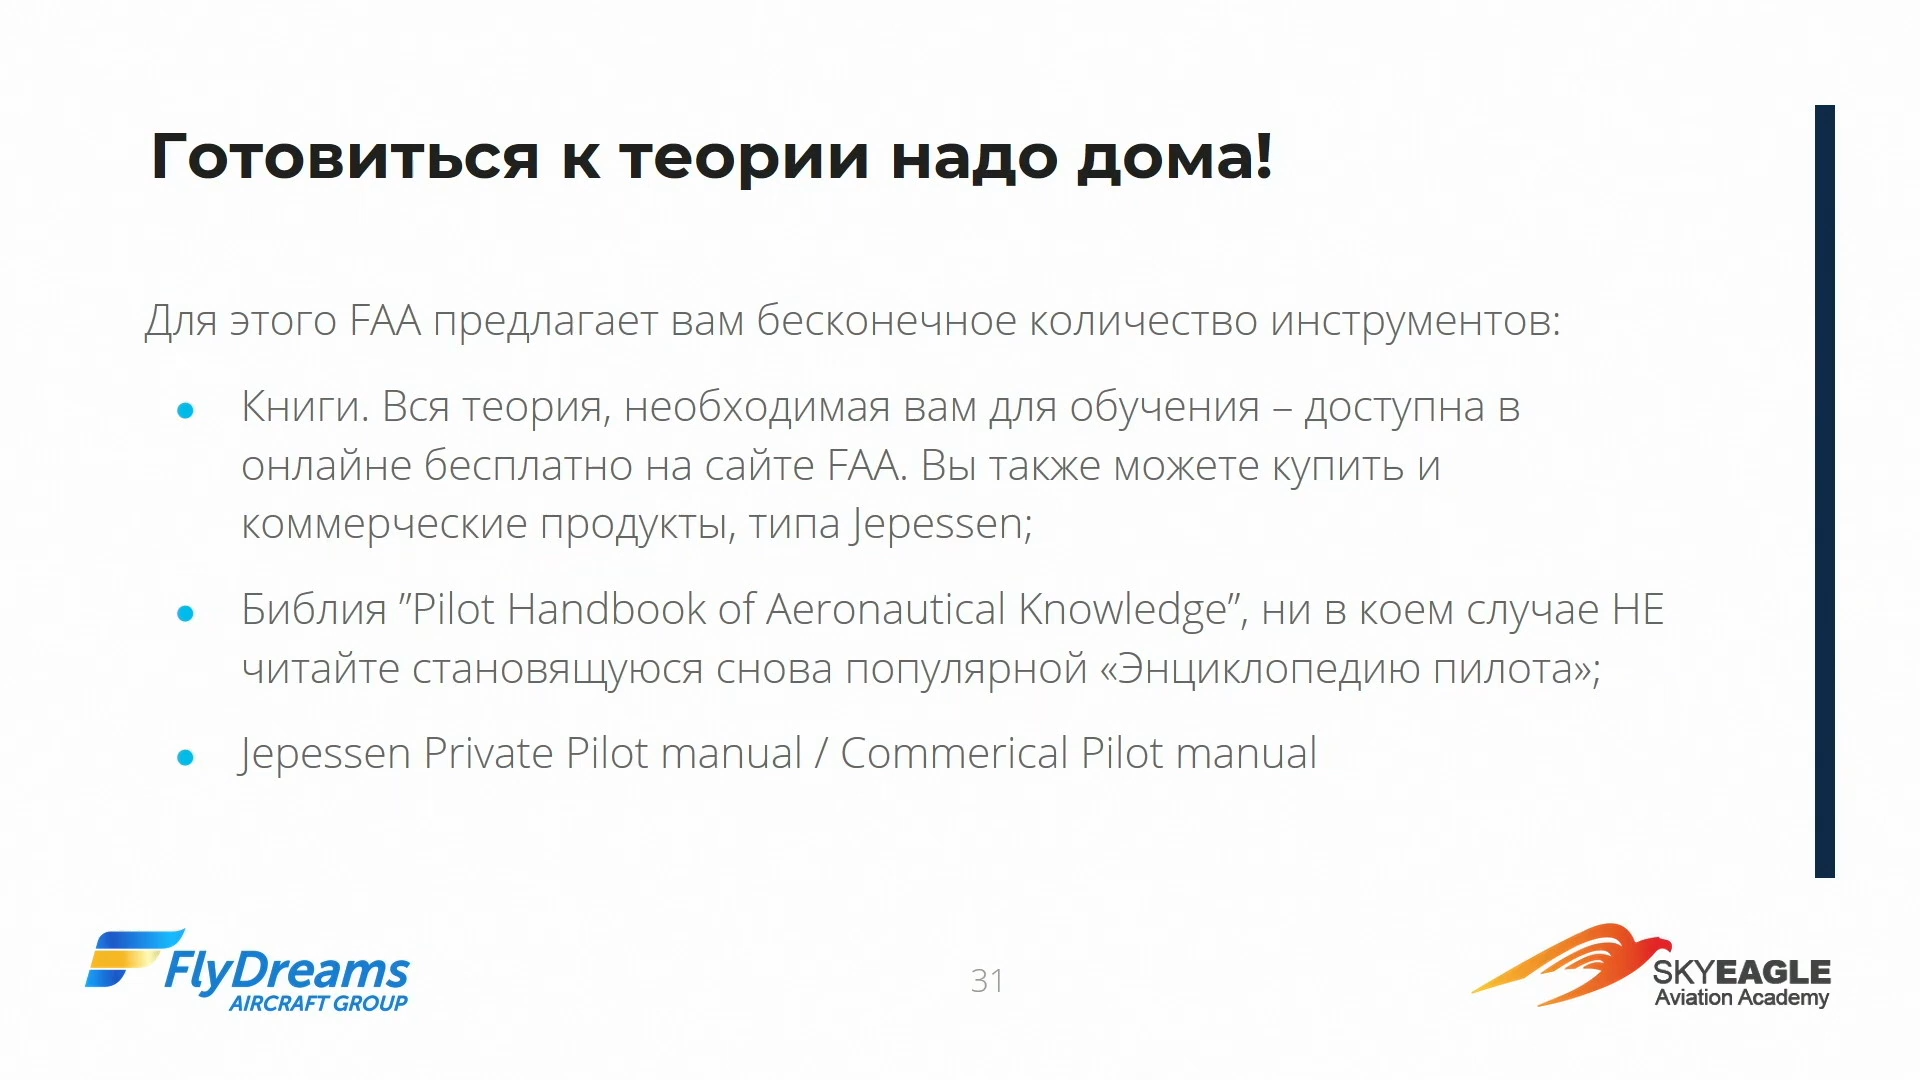 Готовиться к теории надо дома!
Для этого FAA предлагает вам бесконечное количество инструментов:
● Книги. Вся теория, необходимая вам для обучения – доступна в
онлайне бесплатно на сайте FAA. Вы также можете купить и
коммерческие продукты, типа Jepessen;
● Библия ”Pilot Handbook of Aeronautical Knowledge”, ни в коем случае НЕ
читайте становящуюся снова популярной «Энциклопедию пилота»;
● Jepessen Private Pilot manual / Commerical Pilot manual
FlyDreams
AIRCRAFT GROUP
31
SKYEAGLE
Aviation Academy